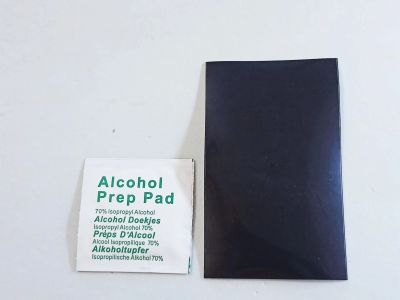 Alcohol
Prep Pad
70% Isopropyl Alcohol
Alcohol Doekjes
Isopropyl Alcohol 70%
Préps D'Alcool
Alcool Isopropilique 70%
Alkoholtupfer
Isopropilische Alkohol 70%